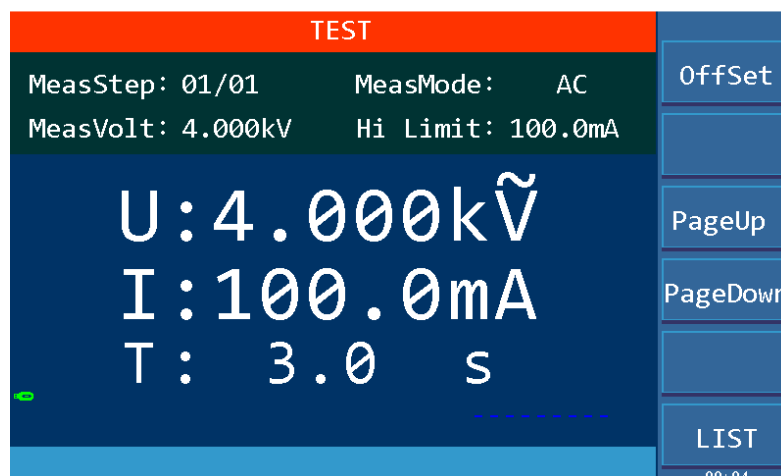 TEST
MeasStep: 01/01 MeasMode: AC
MeasVolt: 4.000kV Hi Limit: 100.0mA
U:4.000kṼ
I:100.0mA
T: 3.0 s
OffSet
PageUp
PageDown
LIST